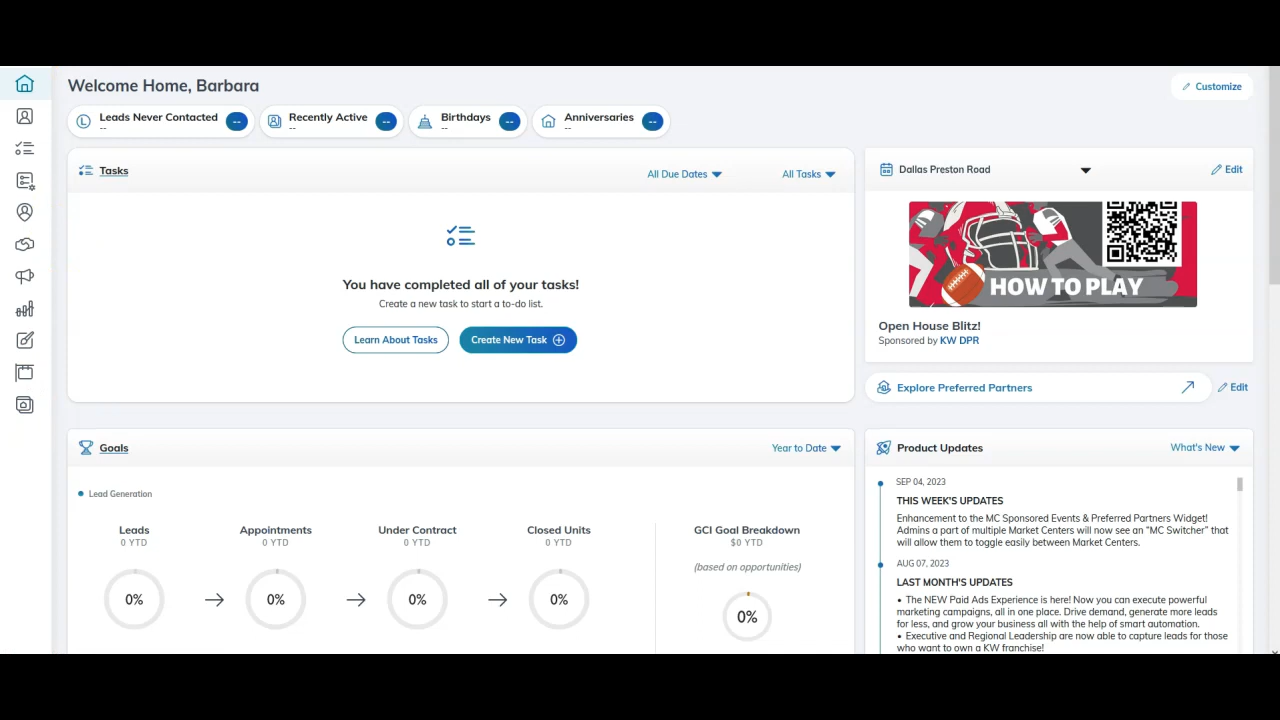 Welcome Home, Barbara
Customize
Leads Never Contacted
--
--
Recently Active
--
--
Birthdays
--
--
Anniversaries
--
--
Tasks
All Due Dates
All Tasks
You have completed all of your tasks!
Create a new task to start a to-do list.
Learn About Tasks
Create New Task
Dallas Preston Road
Edit
HOW TO PLAY
Open House Blitz!
Sponsored by KW DPR
Explore Preferred Partners
Edit
Goals
Year to Date
Lead Generation
Leads
0 YTD
0%
Appointments
0 YTD
0%
Under Contract
0 YTD
0%
Closed Units
0 YTD
0%
GCI Goal Breakdown
$0 YTD
(based on opportunities)
0%
Product Updates
What's New
SEP 04, 2023
THIS WEEK'S UPDATES
Enhancement to the MC Sponsored Events & Preferred Partners Widget!
Admins a part of multiple Market Centers will now see an “MC Switcher” that
will allow them to toggle easily between Market Centers.
AUG 07, 2023
LAST MONTH'S UPDATES
• The NEW Paid Ads Experience is here! Now you can execute powerful
marketing campaigns, all in one place. Drive demand, generate more leads
for less, and grow your business all with the help of smart automation.
• Executive and Regional Leadership are now able to capture leads for those
who want to own a KW franchise!